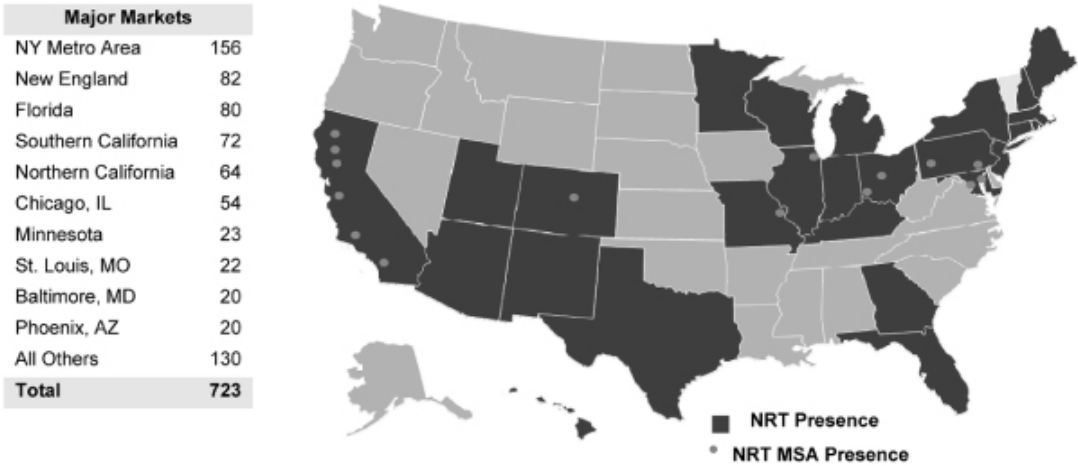 Major Markets
NY Metro Area 156
New England 82
Florida 80
Southern California 72
Northern California 64
Chicago, IL 54
Minnesota 23
St. Louis, MO 22
Baltimore, MD 20
Phoenix, AZ 20
All Others 130
Total 723
NRT Presence
NRT MSA Presence